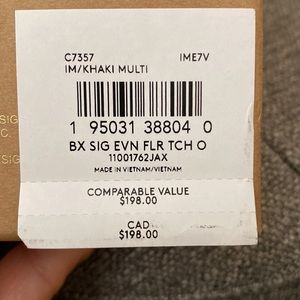 C7357 IME7V
IM/KHAKI MULTI
1 95031 38804 0
BX SIG EVN FLR TCH O
11001762JAX
MADE IN VIETNAM/VIETNAM
COMPARABLE VALUE
$198.00
CAD
$198.00